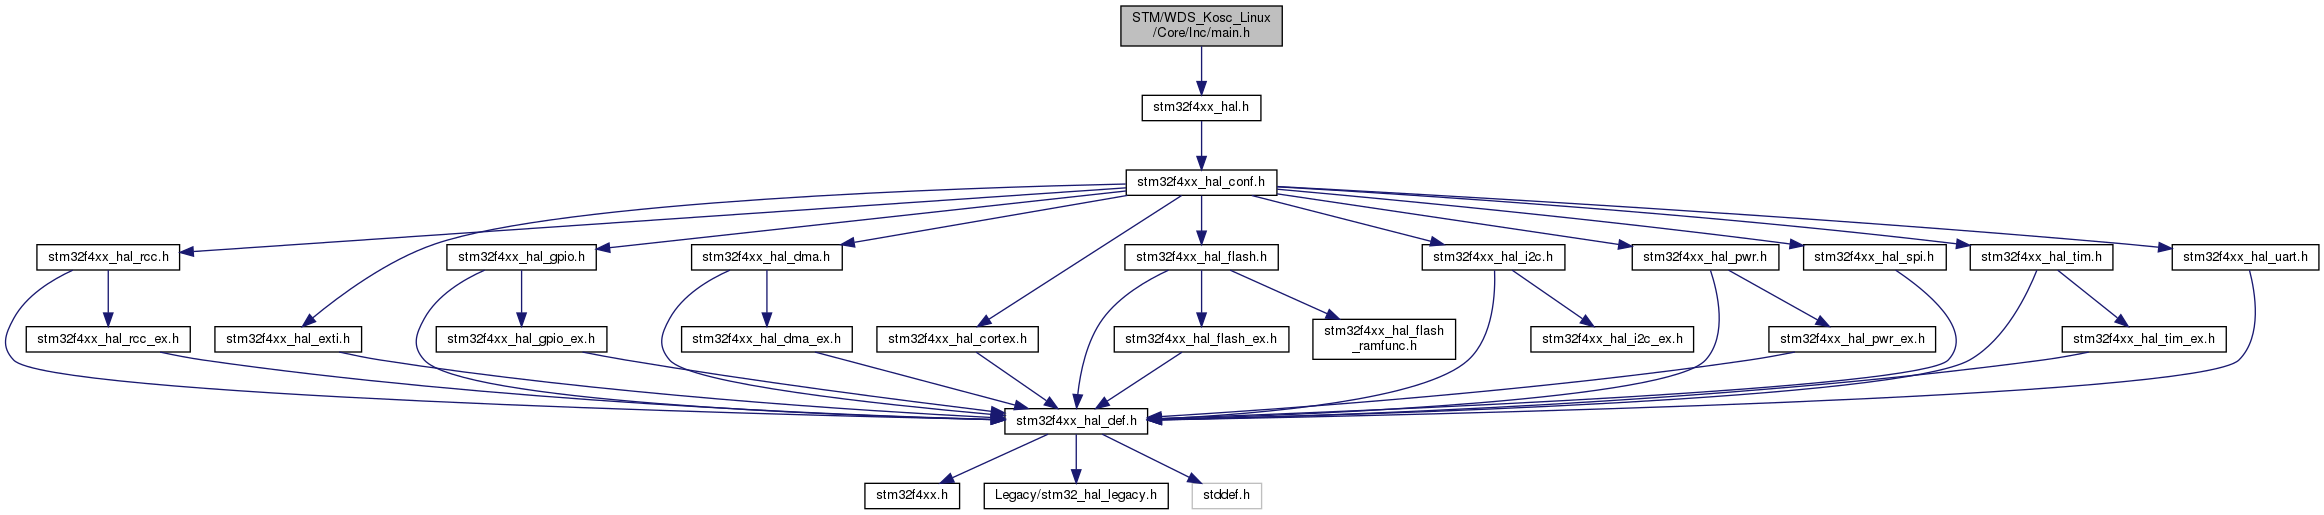 STM/WDS_Kosc_Linux
/Core/Inc/main.h
stm32f4xx_hal.h
stm32f4xx_hal_conf.h
stm32f4xx_hal_rcc.h
stm32f4xx_hal_gpio.h
stm32f4xx_hal_dma.h
stm32f4xx_hal_flash.h
stm32f4xx_hal_i2c.h
stm32f4xx_hal_pwr.h
stm32f4xx_hal_spi.h
stm32f4xx_hal_tim.h
stm32f4xx_hal_uart.h
stm32f4xx_hal_rcc_ex.h
stm32f4xx_hal_exti.h
stm32f4xx_hal_gpio_ex.h
stm32f4xx_hal_dma_ex.h
stm32f4xx_hal_cortex.h
stm32f4xx_hal_flash_ex.h
stm32f4xx_hal_flash
_ramfunc.h
stm32f4xx_hal_i2c_ex.h
stm32f4xx_hal_pwr_ex.h
stm32f4xx_hal_tim_ex.h
stm32f4xx_hal_def.h
stm32f4xx.h
Legacy/stm32_hal_legacy.h
stddef.h